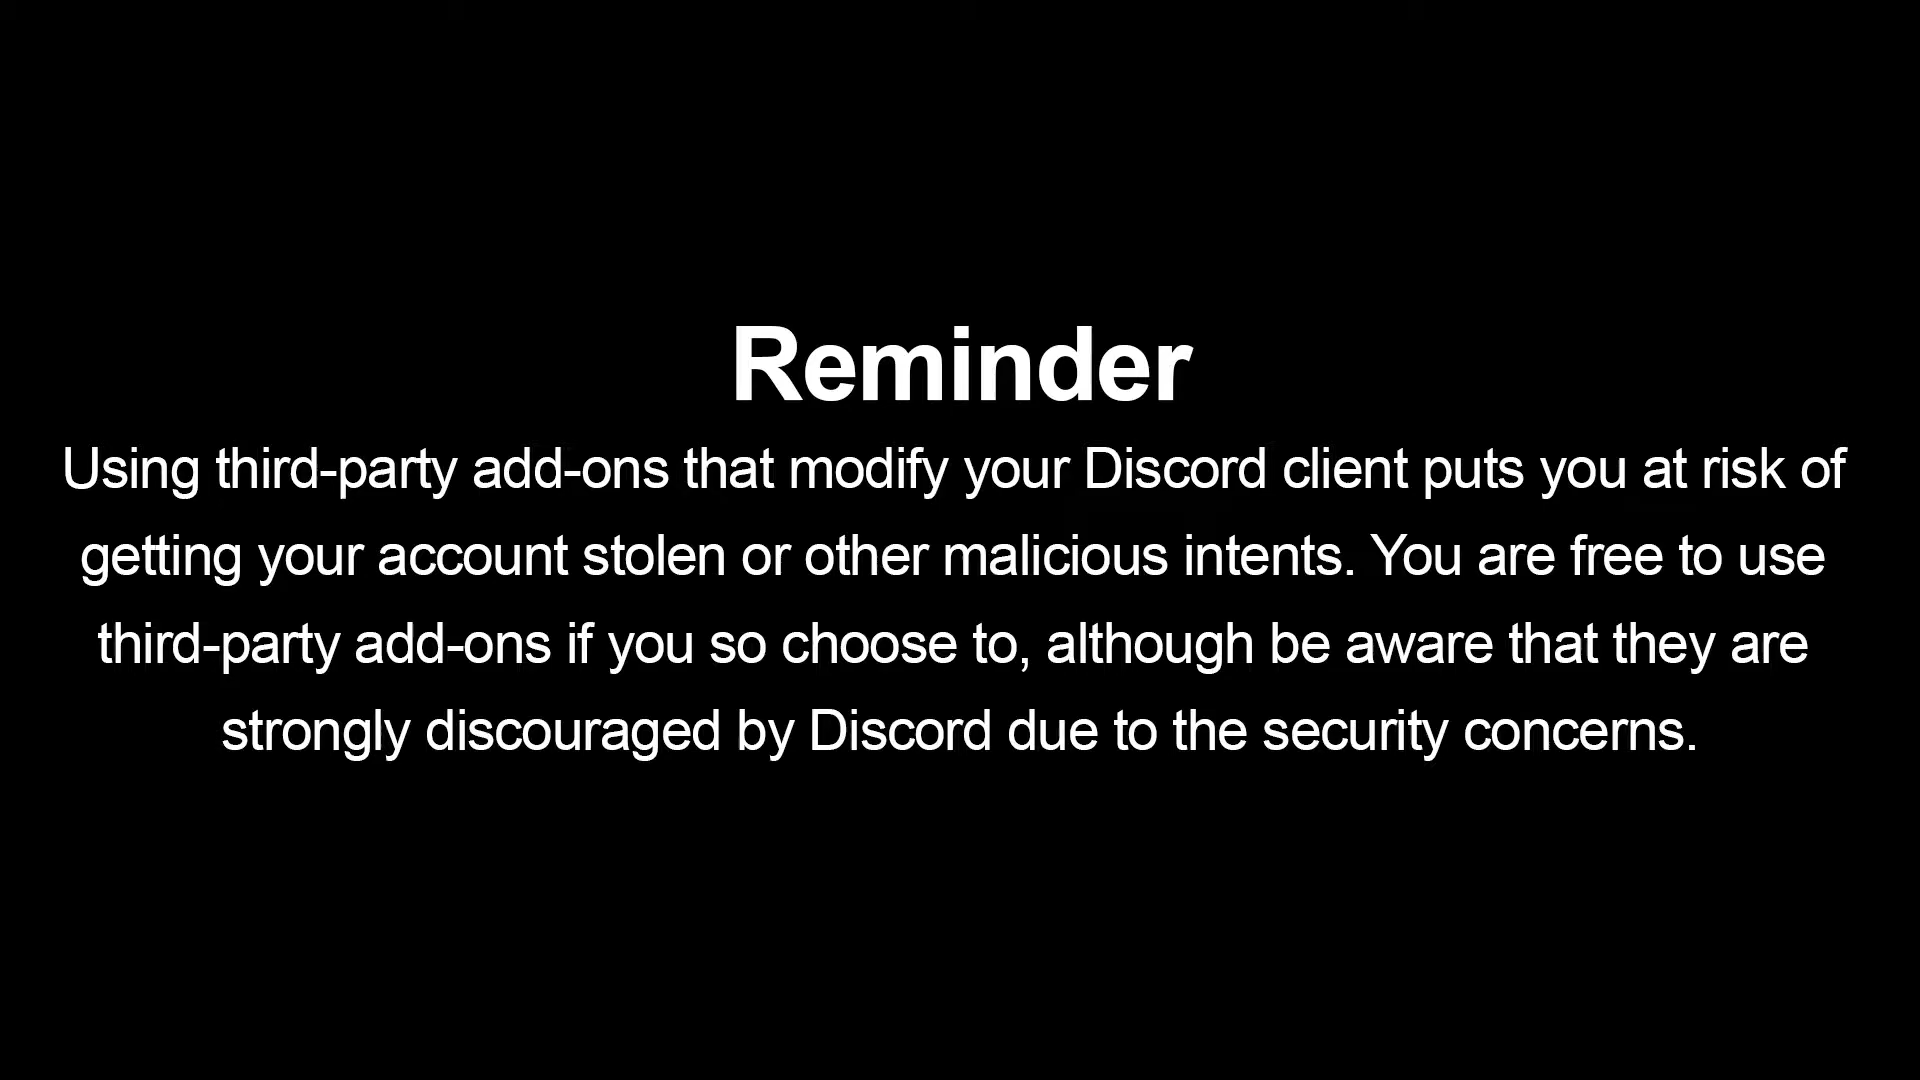 Reminder
Using third-party add-ons that modify your Discord client puts you at risk of
getting your account stolen or other malicious intents. You are free to use
third-party add-ons if you so choose to, although be aware that they are
strongly discouraged by Discord due to the security concerns.